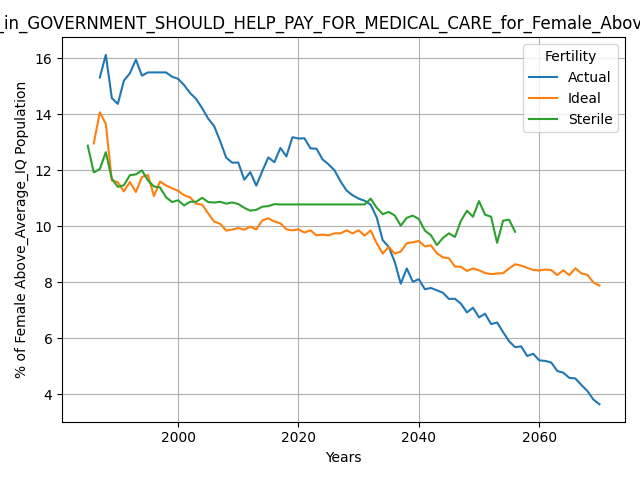 _in_GOVERNMENT_SHOULD_HELP_PAY_FOR_MEDICAL_CARE_for_Female_Abov
Fertility
Actual
Ideal
Sterile
% of Female Above_Average_IQ Population
16
14
12
10
8
6
4
2000 2020 2040 2060
Years